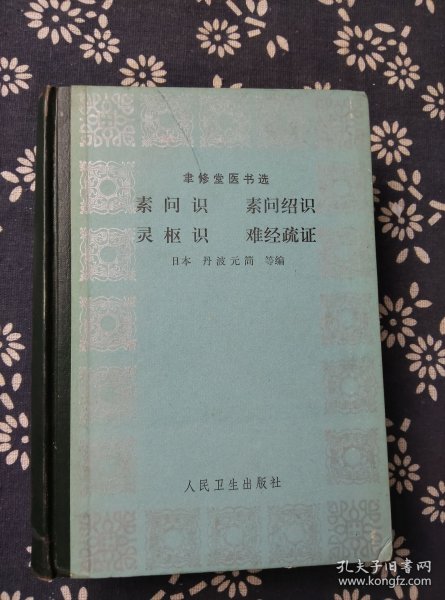 聿修堂医书选
素问识 素问绍识
灵枢识 难经疏证
日本 丹波元简 等编
人民卫生出版社
孔夫子旧书网
www.kongfz.com